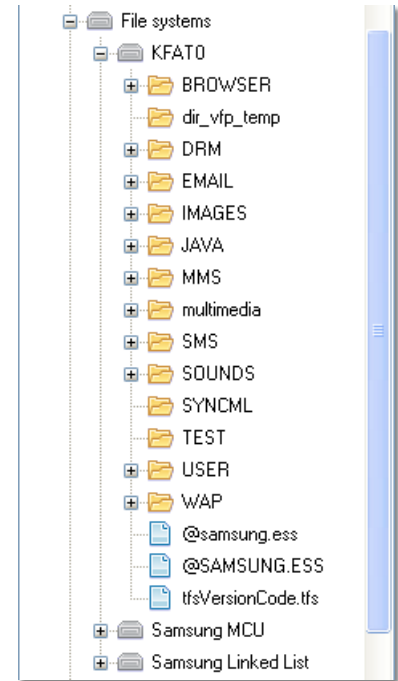 File systems
KFAT0
BROWSER
dir_vfp_temp
DRM
EMAIL
IMAGES
JAVA
MMS
multimedia
SMS
SOUNDS
SYNCML
TEST
USER
WAP
@samsung.ess
@SAMSUNG.ESS
tfsVersionCode.tfs
Samsung MCU
Samsung Linked List